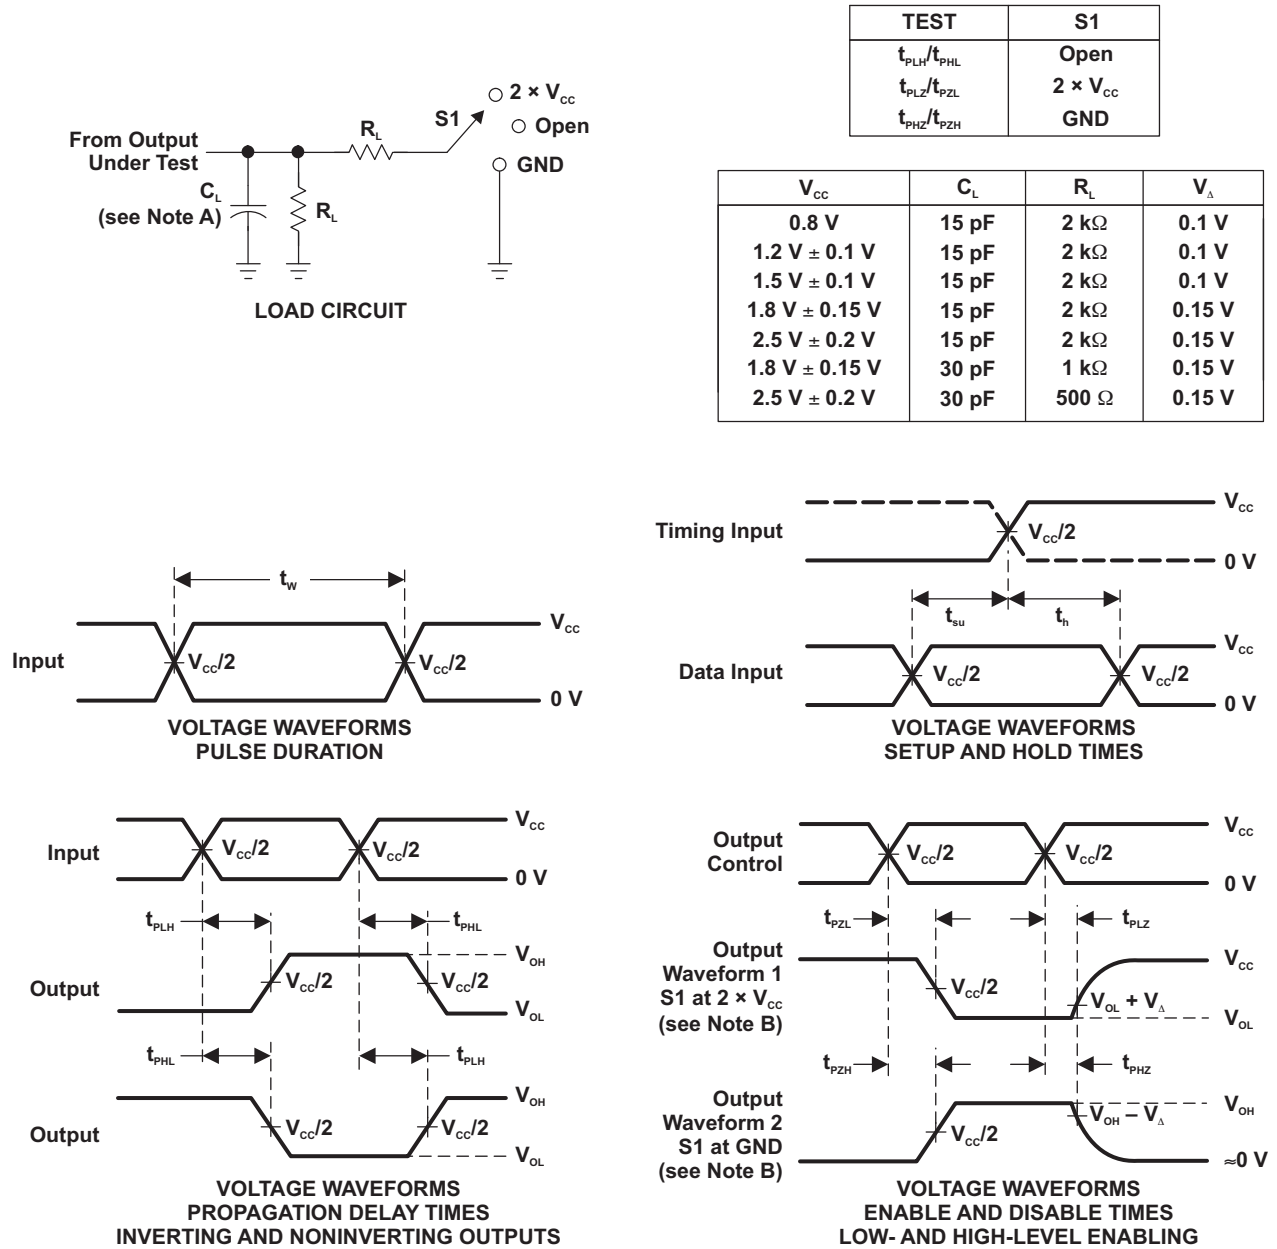 TEST S1
tPLH/tPHL Open
tPLZ/tPZL 2 × VCC
tPHZ/tPZH GND
From Output
Under Test
CL
(see Note A)
RL
RL
S1
2 × VCC
Open
GND
LOAD CIRCUIT
VCC CL RL VΔ
0.8 V 15 pF 2 kΩ 0.1 V
1.2 V ± 0.1 V 15 pF 2 kΩ 0.1 V
1.5 V ± 0.1 V 15 pF 2 kΩ 0.1 V
1.8 V ± 0.15 V 15 pF 2 kΩ 0.15 V
2.5 V ± 0.2 V 15 pF 2 kΩ 0.15 V
1.8 V ± 0.15 V 30 pF 1 kΩ 0.15 V
2.5 V ± 0.2 V 30 pF 500 Ω 0.15 V
tW
Input
VCC/2
VCC/2
VCC
0 V
VOLTAGE WAVEFORMS
PULSE DURATION
Timing Input
VCC/2
VCC
0 V
tsu
th
Data Input
VCC/2
VCC/2
VCC
0 V
VOLTAGE WAVEFORMS
SETUP AND HOLD TIMES
Input
VCC/2
VCC/2
VCC
0 V
tPLH
tPHL
Output
VCC/2
VCC/2
VOH
VOL
tPHL
tPLH
Output
VCC/2
VCC/2
VOH
VOL
VOLTAGE WAVEFORMS
PROPAGATION DELAY TIMES
INVERTING AND NONINVERTING OUTPUTS
Output
Control
VCC/2
VCC/2
VCC
0 V
tPZL
tPLZ
Output
Waveform 1
S1 at 2 × VCC
(see Note B)
VCC/2
VOL + VΔ
VCC
VOL
tPZH
tPHZ
Output
Waveform 2
S1 at GND
(see Note B)
VCC/2
VOH – VΔ
VOH
≈0 V
VOLTAGE WAVEFORMS
ENABLE AND DISABLE TIMES
LOW- AND HIGH-LEVEL ENABLING